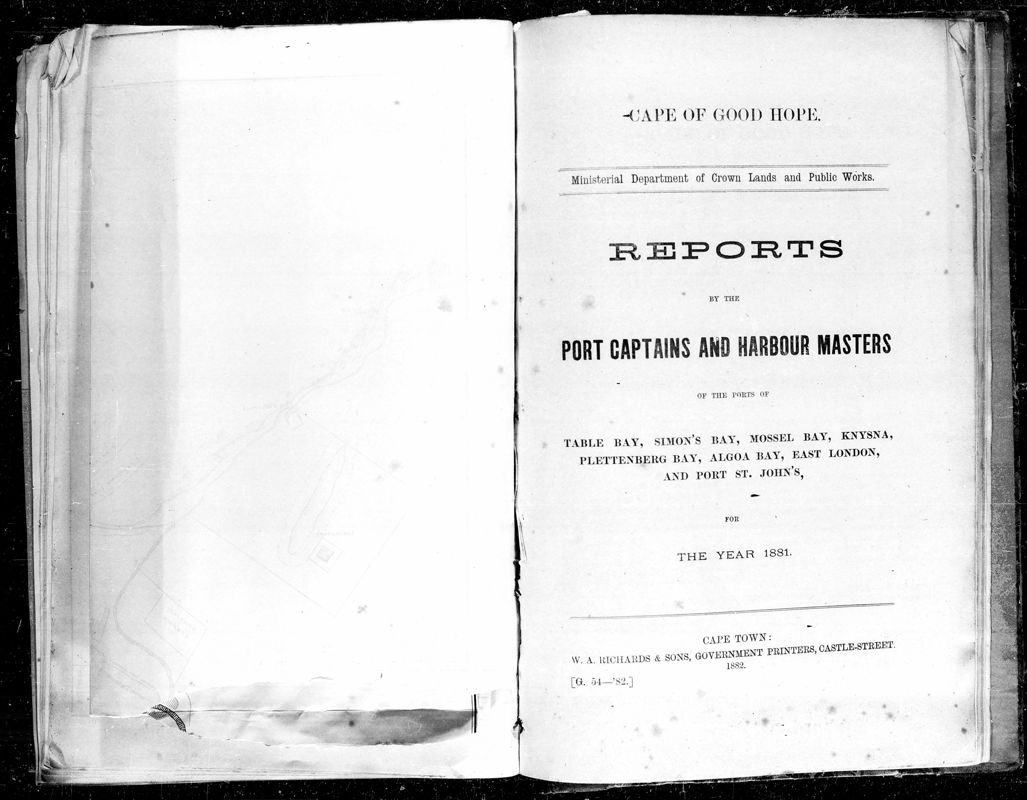 CAPE OF GOOD HOPE.
Ministerial Department of Crown Lands and Public Works.
REPORTS
BY THE
PORT CAPTAINS AND HARBOUR MASTERS
OF THE PORTS OF
TABLE BAY, SIMON'S BAY, MOSSEL BAY, KNYSNA,
PLETTENBERG BAY, ALGOA BAY, EAST LONDON,
AND PORT ST. JOHN'S,
FOR
THE YEAR 1881.
CAPE TOWN:
W. A. RICHARDS & SONS, GOVERNMENT PRINTERS, CASTLE-STREET.
1882.
[G. 54—'82.]